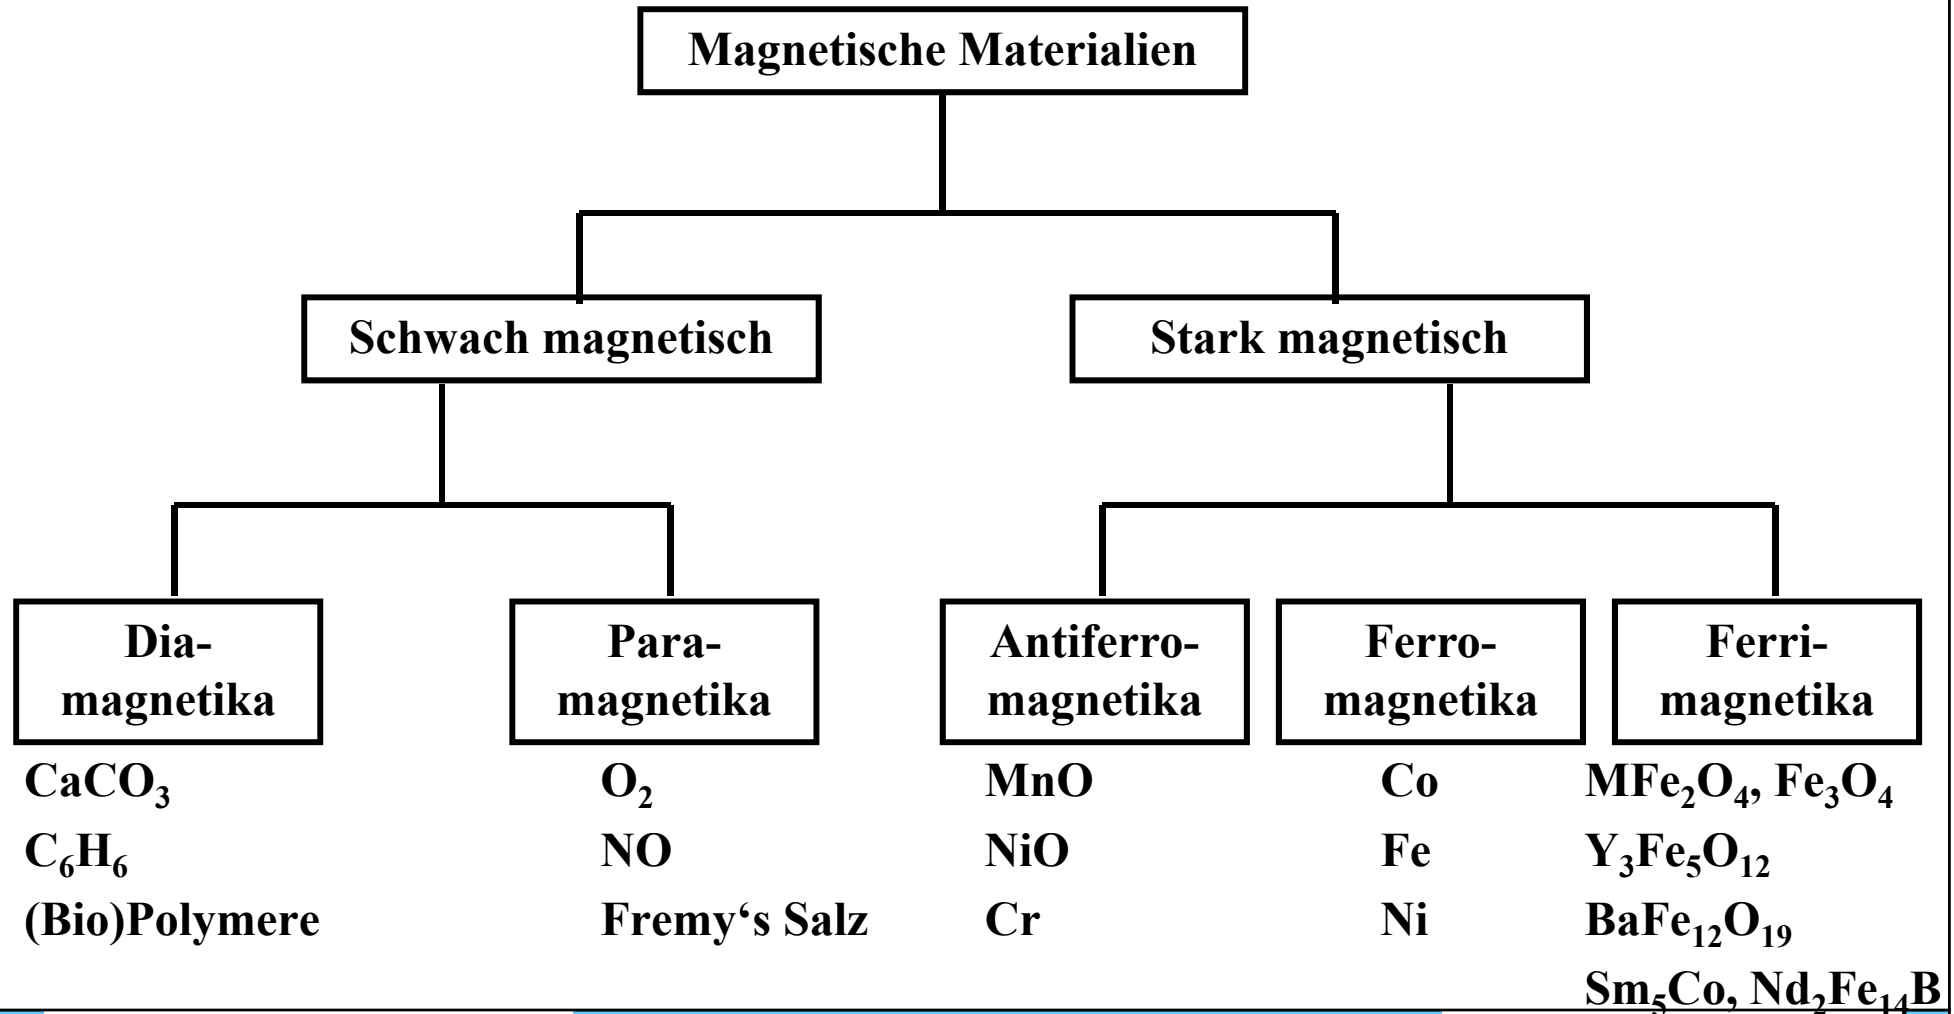 Magnetische Materialien
Schwach magnetisch
Stark magnetisch
Dia-
magnetika
Para-
magnetika
Antiferro-
magnetika
Ferro-
magnetika
Ferri-
magnetika
CaCO₃
C₆H₆
(Bio)Polymere
O₂
NO
Fremy‘s Salz
MnO
NiO
Cr
Co
Fe
Ni
MFe₂O₄, Fe₃O₄
Y₃Fe₅O₁₂
BaFe₁₂O₁₉
Sm₅Co, Nd₂Fe₁₄B